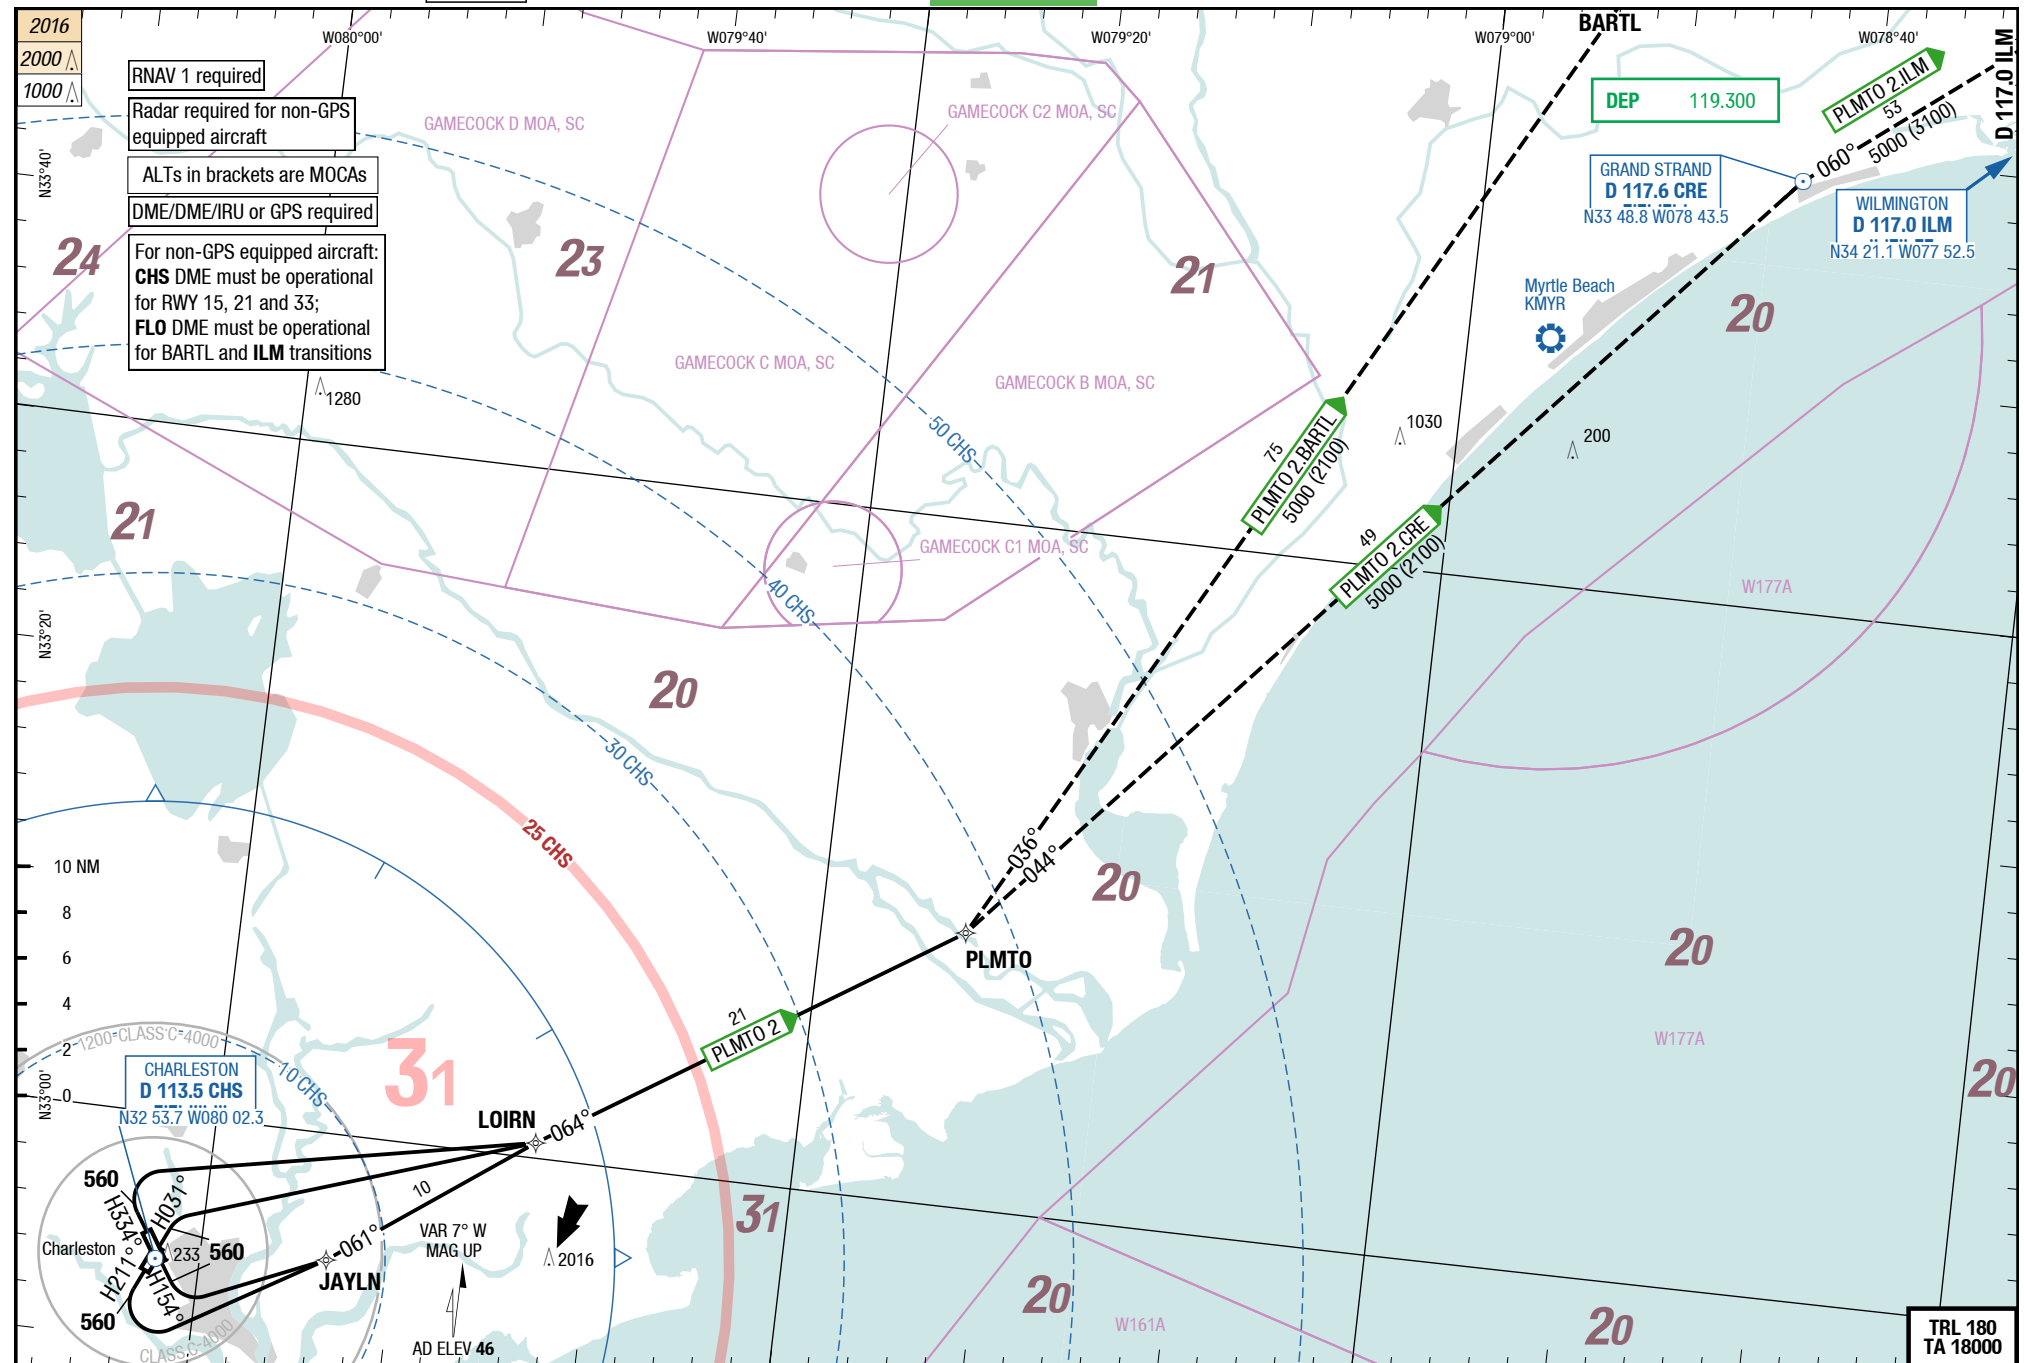 2016
2000
1000
RNAV 1 required
Radar required for non-GPS
equipped aircraft
ALTs in brackets are MOCAs
DME/DME/IRU or GPS required
For non-GPS equipped aircraft:
CHS DME must be operational
for RWY 15, 21 and 33;
FLO DME must be operational
for BARTL and ILM transitions
W080°00'
W079°40'
W079°20'
W079°00'
W078°40'
BARTL
D 117.0 ILM
DEP 119.300
PLMTO 2.ILM
53
5000 (3100)
060°
GRAND STRAND
D 117.6 CRE
N33 48.8 W078 43.5
WILMINGTON
D 117.0 ILM
N34 21.1 W077 52.5
GAMECOCK D MOA, SC
GAMECOCK C2 MOA, SC
N33°40'
24
23
21
20
Myrtle Beach
KMYR
GAMECOCK C MOA, SC
GAMECOCK B MOA, SC
1280
50 CHS
75
PLMTO 2.BARTL
5000 (2100)
1030
200
21
49
PLMTO 2.CRE
5000 (2100)
GAMECOCK C1 MOA, SC
40 CHS
W177A
N33°20'
20
30 CHS
25 CHS
036°
044°
20
10 NM
8
6
4
2
0
PLMTO
20
21
PLMTO 2
1200-CLASS C-4000
W177A
31
CHARLESTON
D 113.5 CHS
N32 53.7 W080 02.3
10 CHS
20
N33°00'
LOIRN
064°
560
H031°
H334°
10
31
Charleston
233
560
061°
VAR 7° W
MAG UP
2016
H211°
H154°
JAYLN
560
20
W161A
20
CLASS C-4000
AD ELEV 46
TRL 180
TA 18000